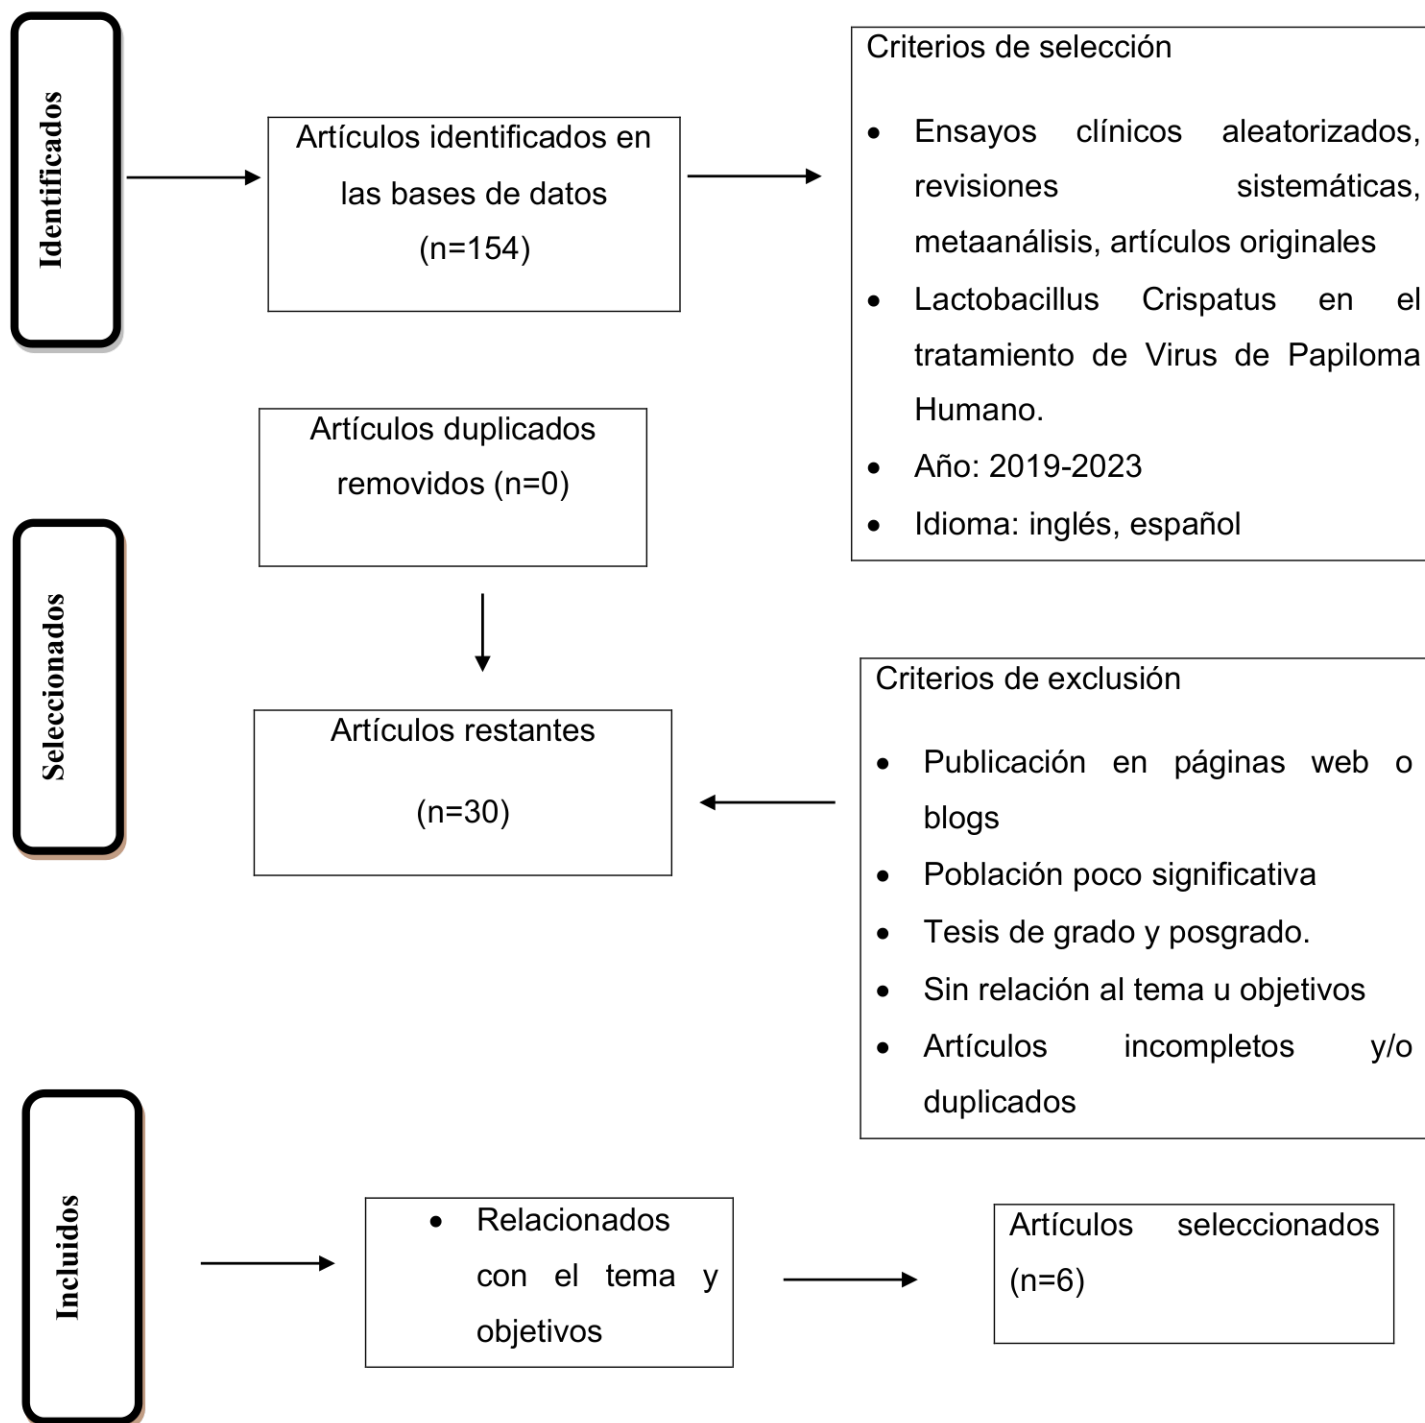 Identificados
Artículos identificados en
las bases de datos
(n=154)
Criterios de selección
• Ensayos clínicos aleatorizados,
revisiones sistemáticas,
metaanálisis, artículos originales
• Lactobacillus Crispatus en el
tratamiento de Virus de Papiloma
Humano.
• Año: 2019-2023
• Idioma: inglés, español
Artículos duplicados
removidos (n=0)
Seleccionados
Artículos restantes
(n=30)
Criterios de exclusión
• Publicación en páginas web o
blogs
• Población poco significativa
• Tesis de grado y posgrado.
• Sin relación al tema u objetivos
• Artículos incompletos y/o
duplicados
Incluidos
• Relacionados
con el tema y
objetivos
Artículos seleccionados
(n=6)